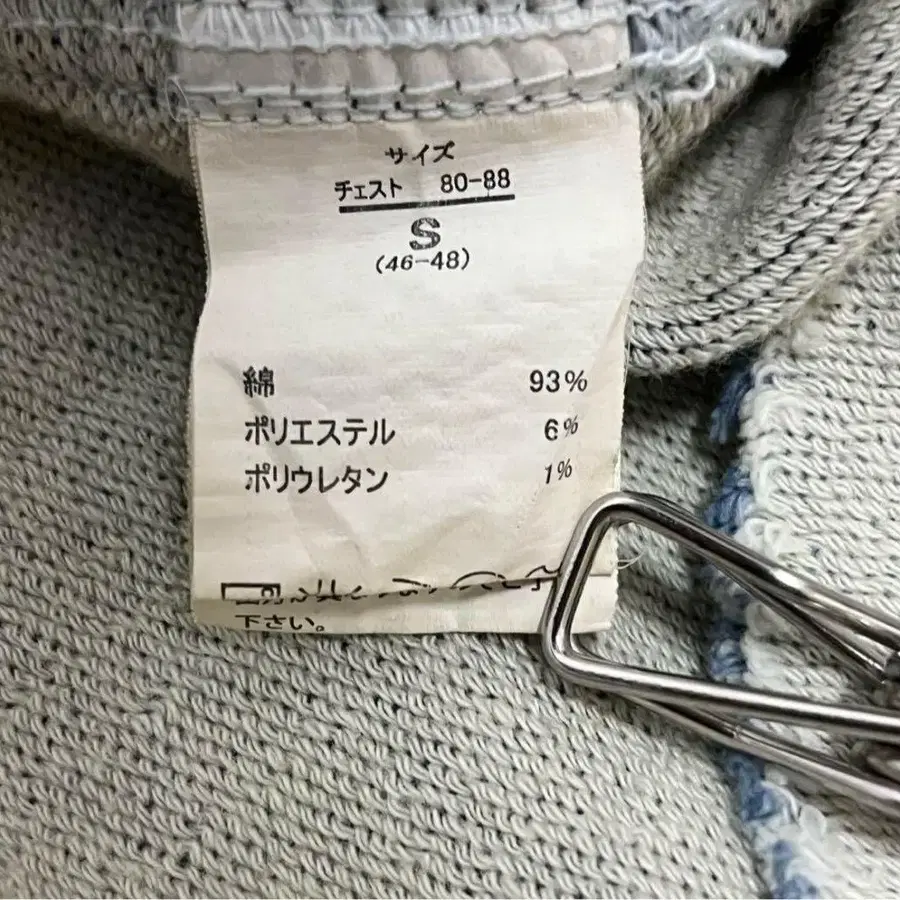 サイズ
チェスト 80-88
S
(46-48)
綿 93%
ポリエステル 6%
ポリウレタン 1%
下さい。